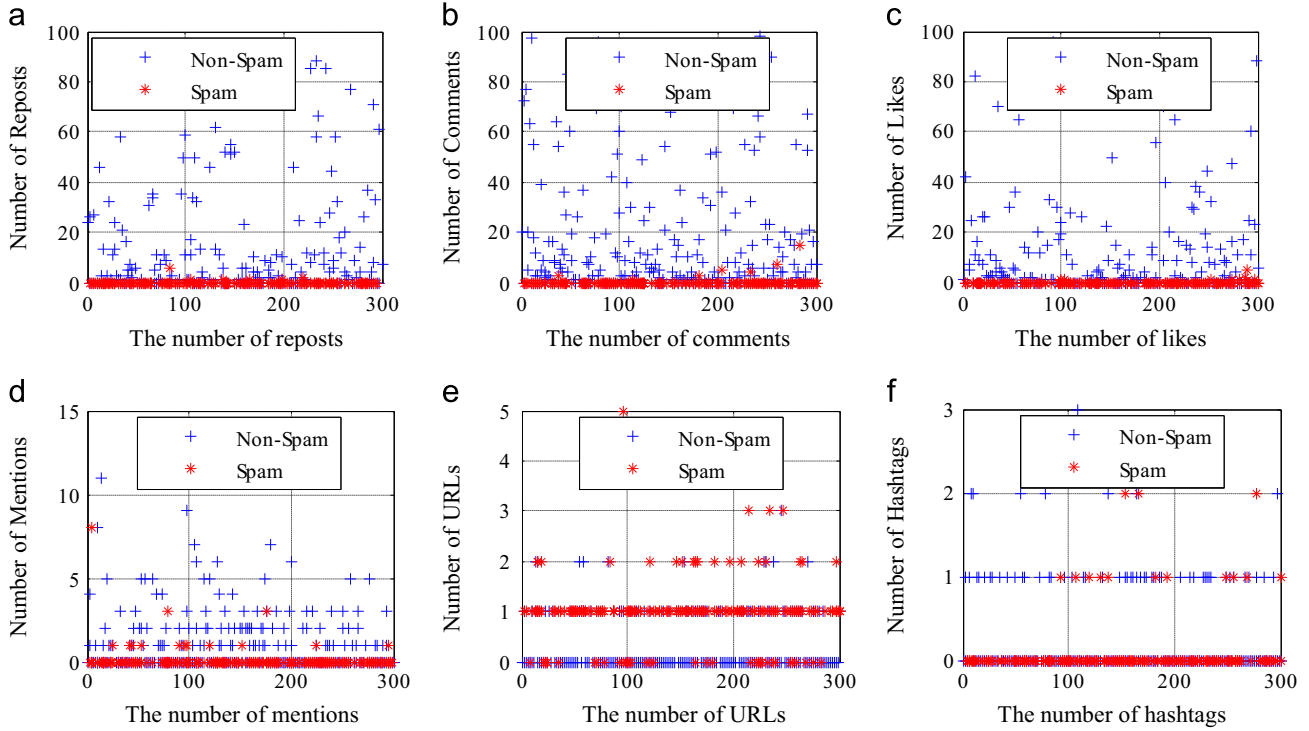 a
100
80
60
40
20
0
Number of Reposts
Non-Spam
Spam
0 100 200 300
The number of reposts
b
100
80
60
40
20
0
Number of Comments
Non-Spam
Spam
0 100 200 300
The number of comments
c
100
80
60
40
20
0
Number of Likes
Non-Spam
Spam
0 100 200 300
The number of likes
d
15
10
5
0
Number of Mentions
Non-Spam
Spam
0 100 200 300
The number of mentions
e
5
4
3
2
1
0
Number of URLs
Non-Spam
Spam
0 100 200 300
The number of URLs
f
3
2
1
0
Number of Hashtags
Non-Spam
Spam
0 100 200 300
The number of hashtags